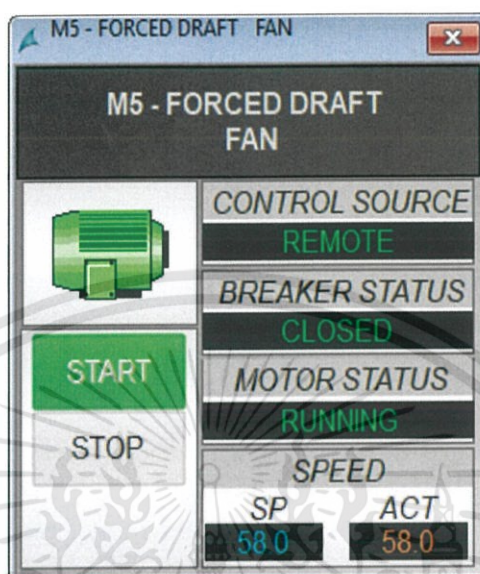 M5 - FORCED DRAFT FAN
M5 - FORCED DRAFT
FAN
CONTROL SOURCE
REMOTE
BREAKER STATUS
CLOSED
START
MOTOR STATUS
RUNNING
STOP
SPEED
SP ACT
58.0 58.0